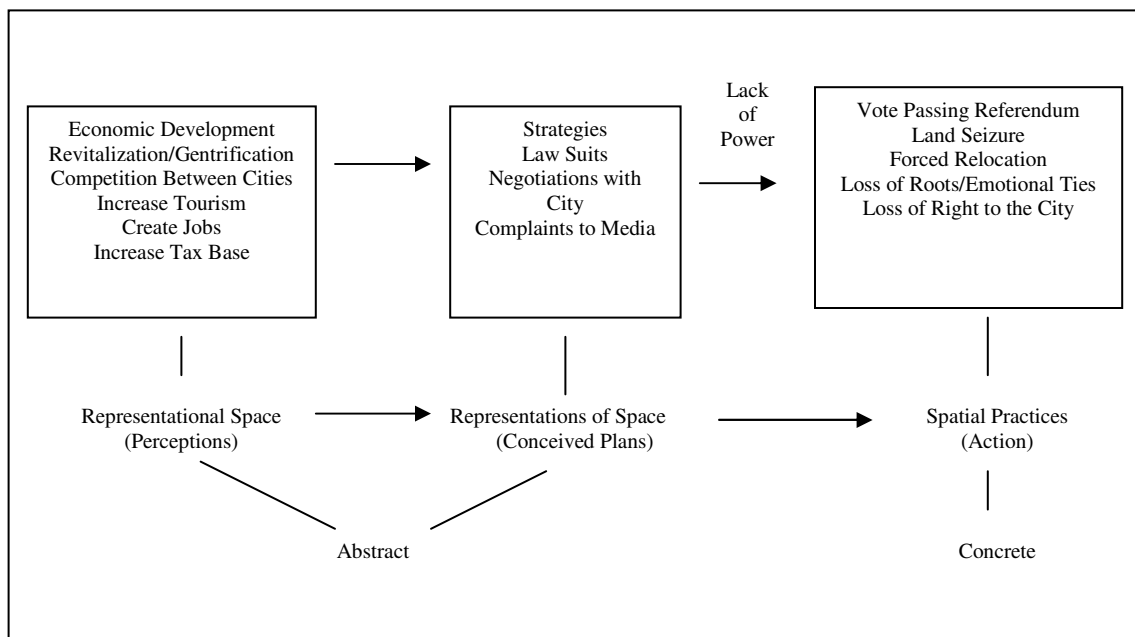 Economic Development
Revitalization/Gentrification
Competition Between Cities
Increase Tourism
Create Jobs
Increase Tax Base
Strategies
Law Suits
Negotiations with
City
Complaints to Media
Lack
of
Power
Vote Passing Referendum
Land Seizure
Forced Relocation
Loss of Roots/Emotional Ties
Loss of Right to the City
Representational Space
(Perceptions)
Representations of Space
(Conceived Plans)
Spatial Practices
(Action)
Abstract
Concrete